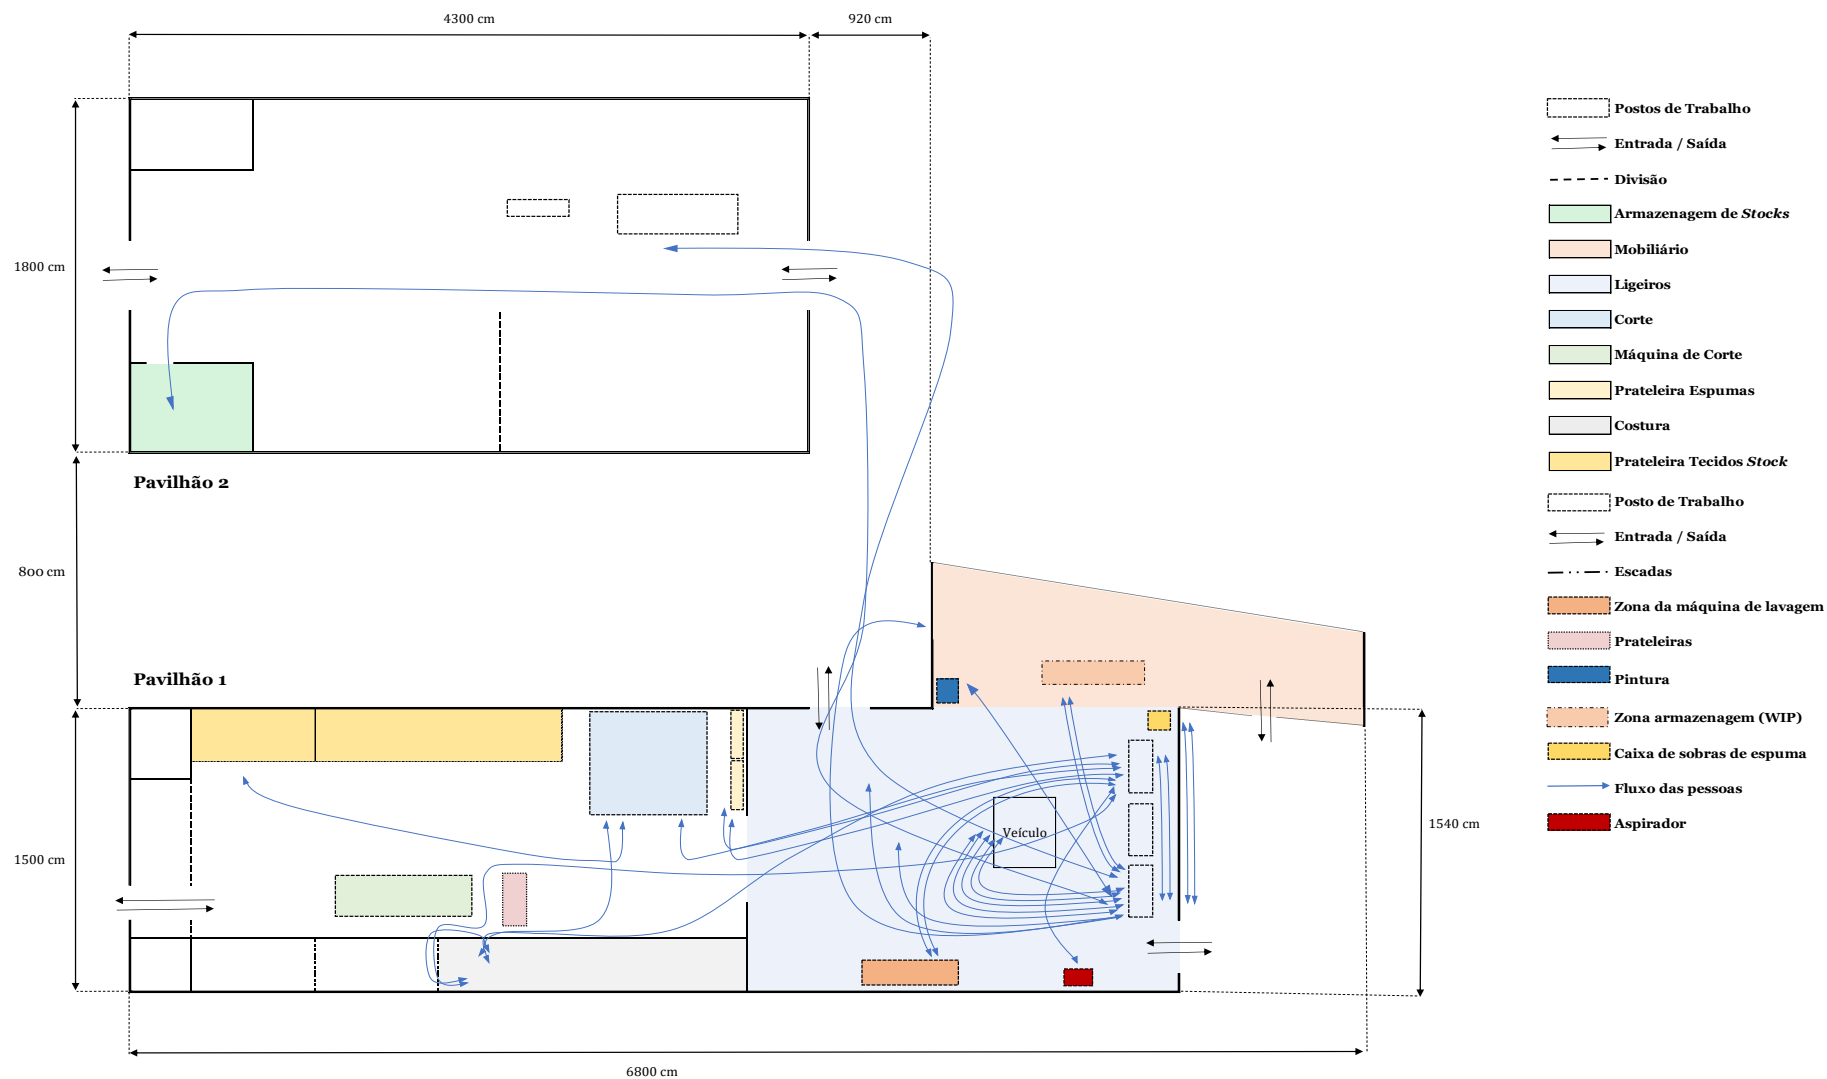 4300 cm
920 cm
1800 cm
Pavilhão 2
800 cm
Pavilhão 1
Veículo
1500 cm
1540 cm
6800 cm
Postos de Trabalho
Entrada / Saída
Divisão
Armazenagem de Stocks
Mobiliário
Ligeiros
Corte
Máquina de Corte
Prateleira Espumas
Costura
Prateleira Tecidos Stock
Posto de Trabalho
Entrada / Saída
Escadas
Zona da máquina de lavagem
Prateleiras
Pintura
Zona armazenagem (WIP)
Caixa de sobras de espuma
Fluxo das pessoas
Aspirador